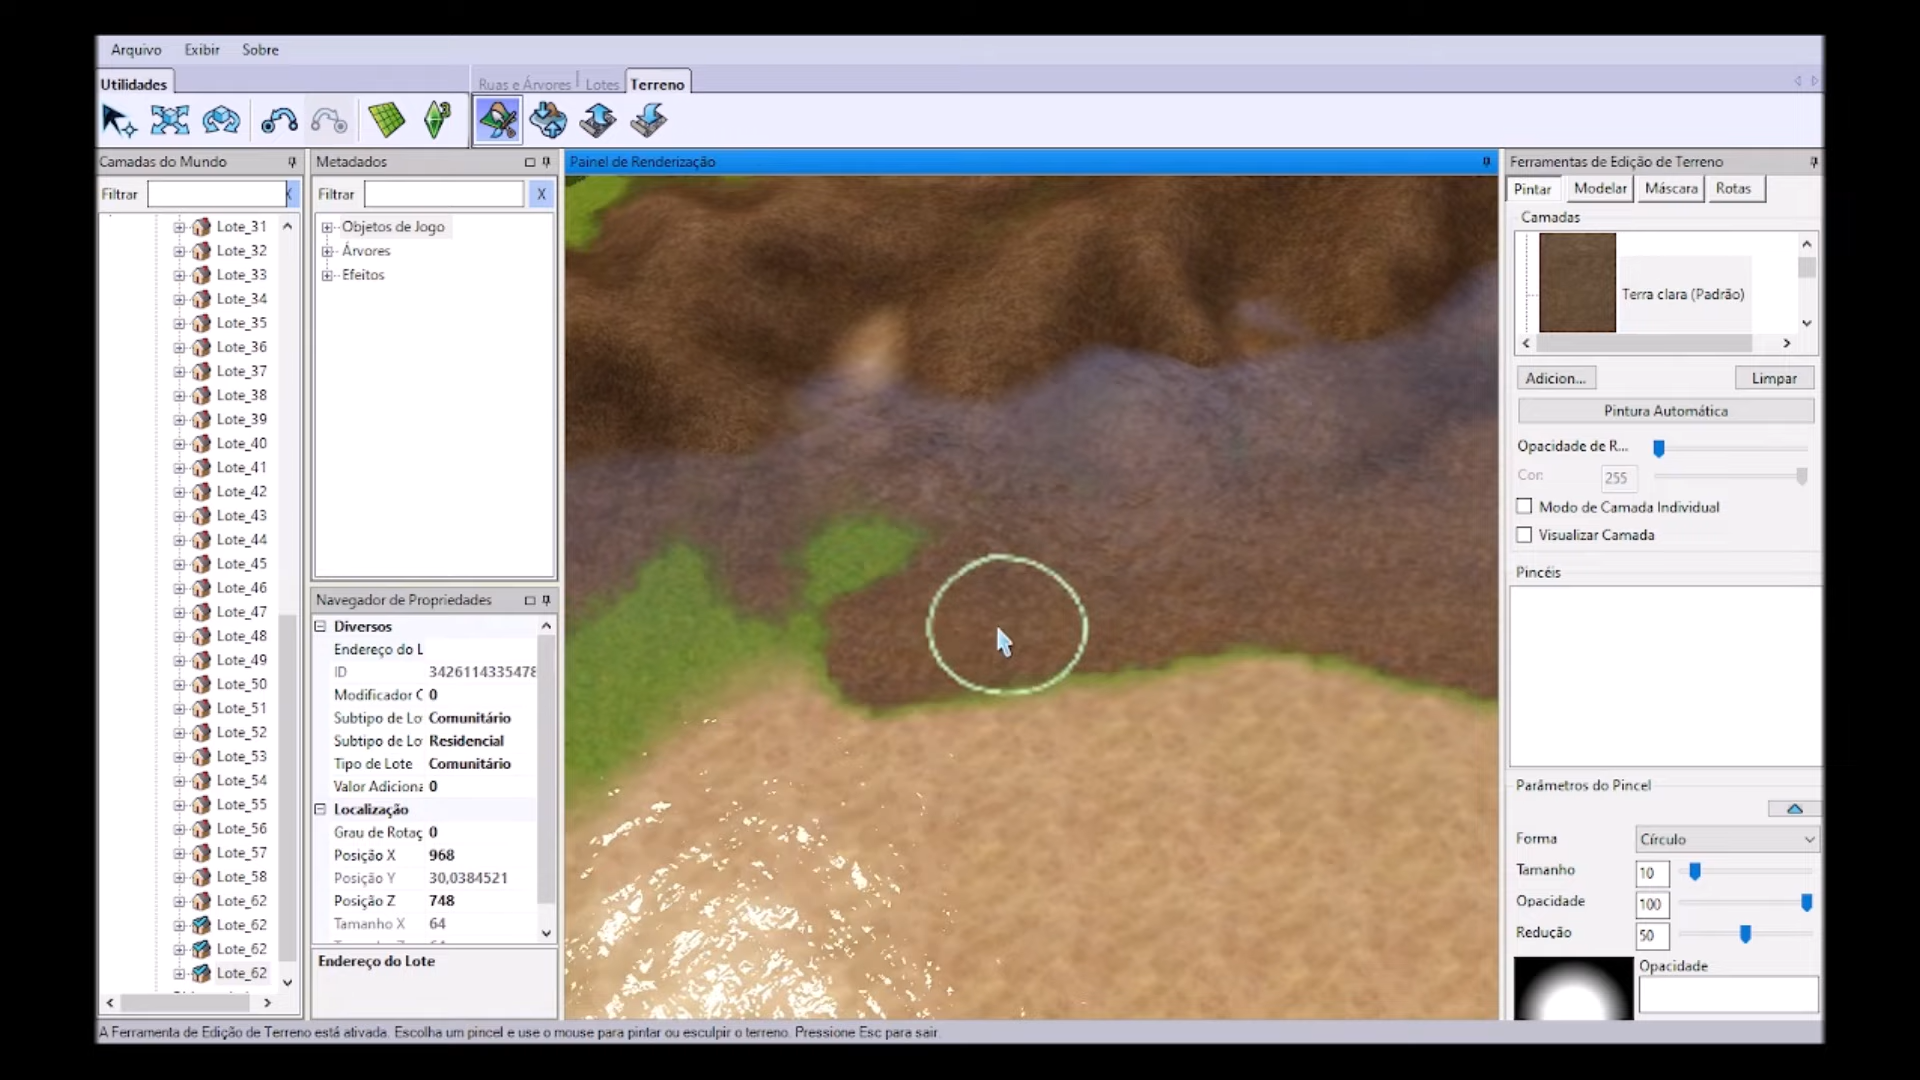 Arquivo Exibir Sobre
Utilidades
Ruas e Árvores Lotes Terreno
Camadas do Mundo
Filtrar
Lote_31
Lote_32
Lote_33
Lote_34
Lote_35
Lote_36
Lote_37
Lote_38
Lote_39
Lote_40
Lote_41
Lote_42
Lote_43
Lote_44
Lote_45
Lote_46
Lote_47
Lote_48
Lote_49
Lote_50
Lote_51
Lote_52
Lote_53
Lote_54
Lote_55
Lote_56
Lote_57
Lote_58
Lote_62
Lote_62
Lote_62
Lote_62
Metadados
Filtrar X
Objetos de Jogo
Árvores
Efeitos
Navegador de Propriedades
Diversos
Endereço do L
ID 3426114335478
Modificador C 0
Subtipo de Lo Comunitário
Subtipo de Lo Residencial
Tipo de Lote Comunitário
Valor Adiciona 0
Localização
Grau de Rotaç 0
Posição X 968
Posição Y 30,0384521
Posição Z 748
Tamanho X 64
Endereço do Lote
Painel de Renderização
Ferramentas de Edição de Terreno
Pintar Modelar Máscara Rotas
Camadas
Terra clara (Padrão)
Adicion... Limpar
Pintura Automática
Opacidade de R...
Cor: 255
Modo de Camada Individual
Visualizar Camada
Pincéis
Parâmetros do Pincel
Forma Círculo
Tamanho 10
Opacidade 100
Redução 50
Opacidade
A Ferramenta de Edição de Terreno está ativada. Escolha um pincel e use o mouse para pintar ou esculpir o terreno. Pressione Esc para sair.